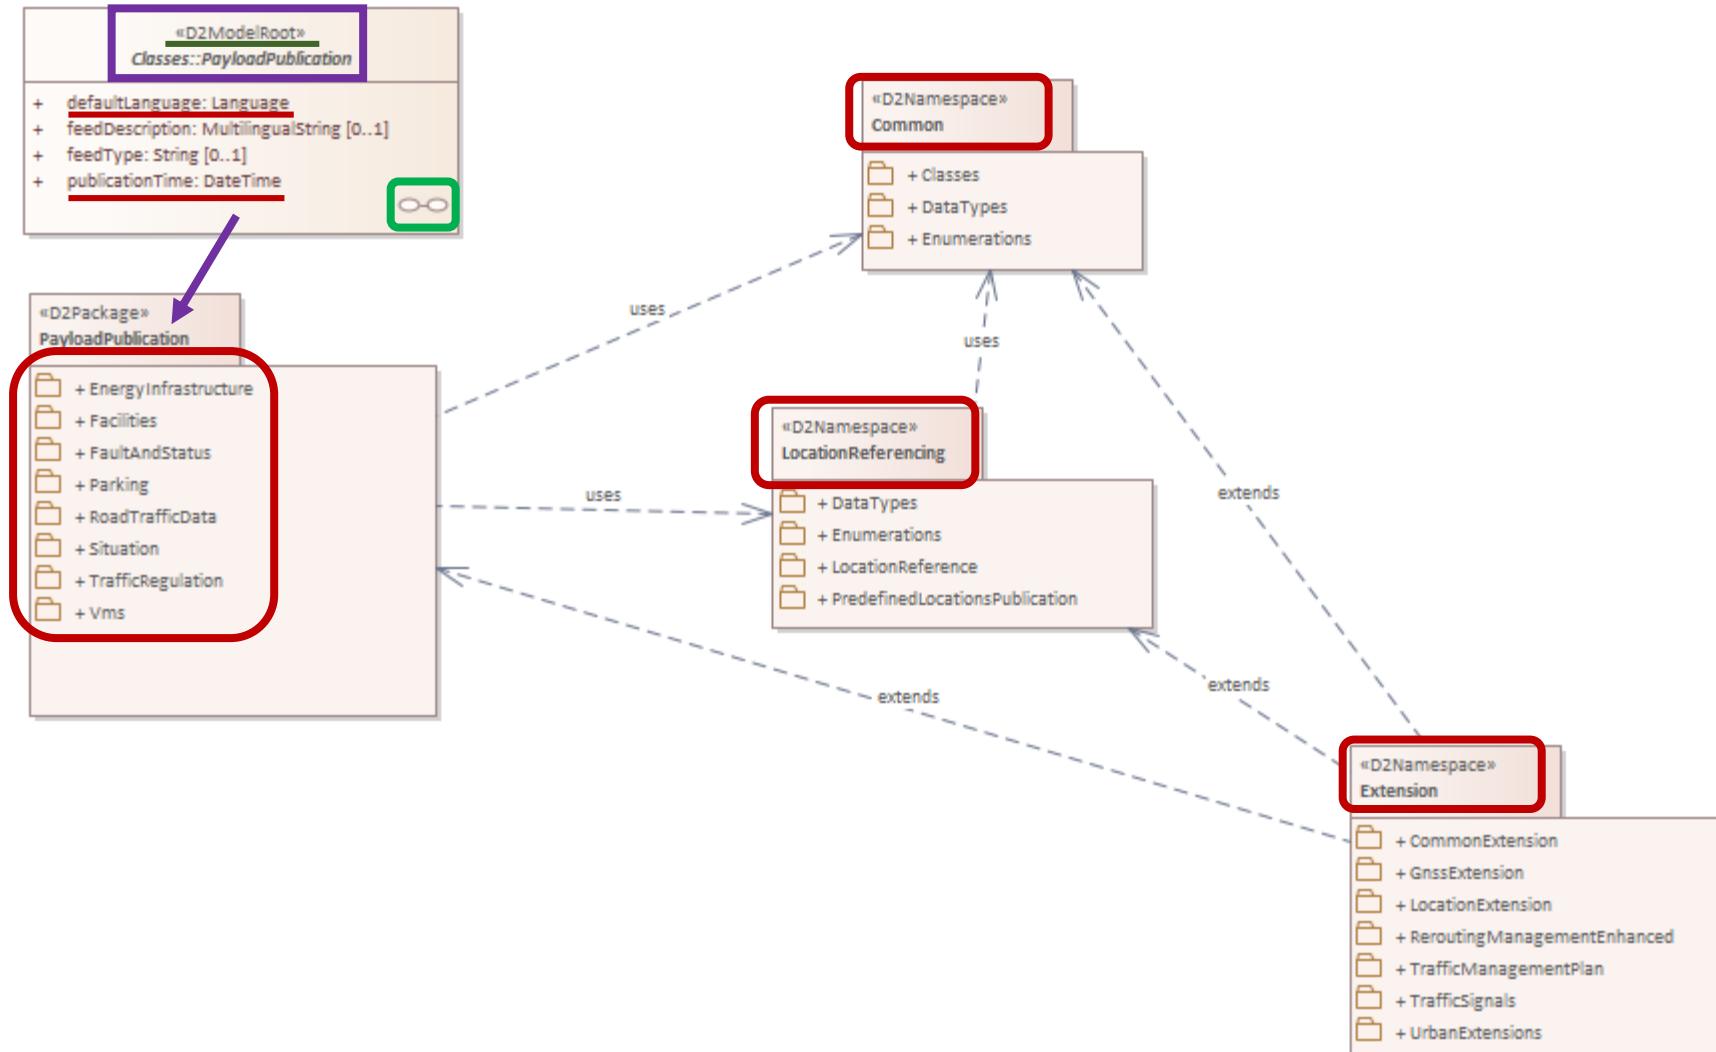 «D2ModelRoot»
Classes::PayloadPublication
+ defaultLanguage: Language
+ feedDescription: MultilingualString [0..1]
+ feedType: String [0..1]
+ publicationTime: DateTime
«D2Package»
PayloadPublication
+ EnergyInfrastructure
+ Facilities
+ FaultAndStatus
+ Parking
+ RoadTrafficData
+ Situation
+ TrafficRegulation
+ Vms
«D2Namespace»
Common
+ Classes
+ DataTypes
+ Enumerations
uses
uses
«D2Namespace»
LocationReferencing
+ DataTypes
+ Enumerations
+ LocationReference
+ PredefinedLocationsPublication
uses
extends
extends
extends
«D2Namespace»
Extension
+ CommonExtension
+ GnssExtension
+ LocationExtension
+ ReroutingManagementEnhanced
+ TrafficManagementPlan
+ TrafficSignals
+ UrbanExtensions